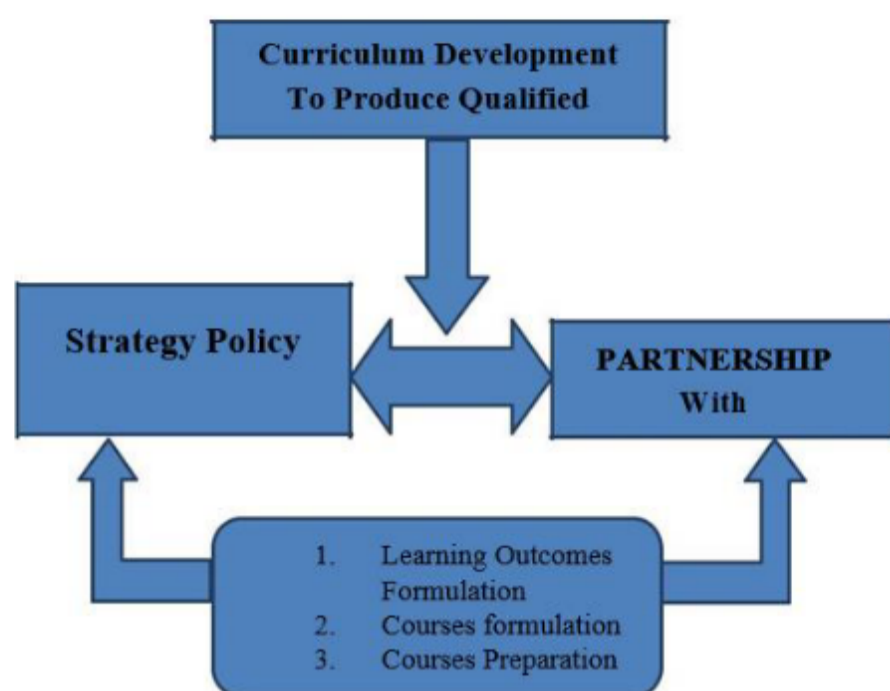 Curriculum Development
To Produce Qualified
Strategy Policy
PARTNERSHIP
With
1. Learning Outcomes
Formulation
2. Courses formulation
3. Courses Preparation